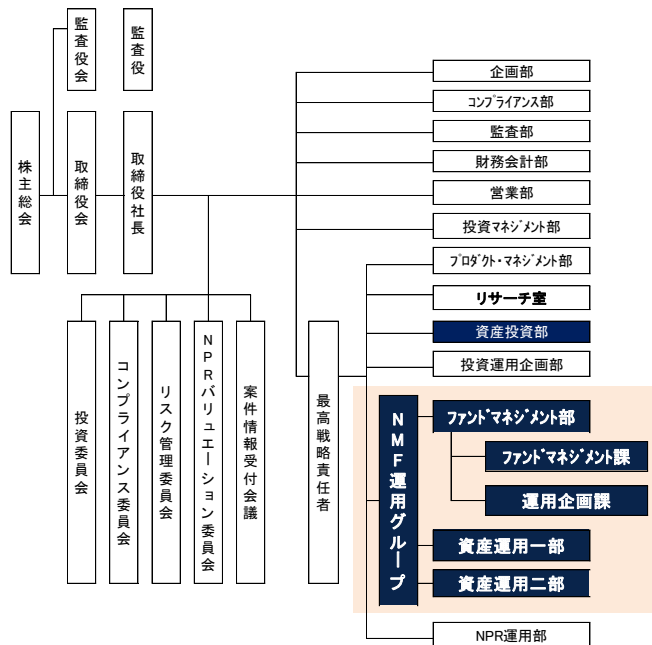 監査役会
監査役
株主総会
取締役会
取締役社長
企画部
コンプライアンス部
監査部
財務会計部
営業部
投資マネジメント部
プロダクト・マネジメント部
リサーチ室
資産投資部
投資運用企画部
投資委員会
コンプライアンス委員会
リスク管理委員会
NPRバリュエーション委員会
案件情報受付会議
最高戦略責任者
NMF運用グループ
ファンドマネジメント部
ファンドマネジメント課
運用企画課
資産運用一部
資産運用二部
NPR運用部